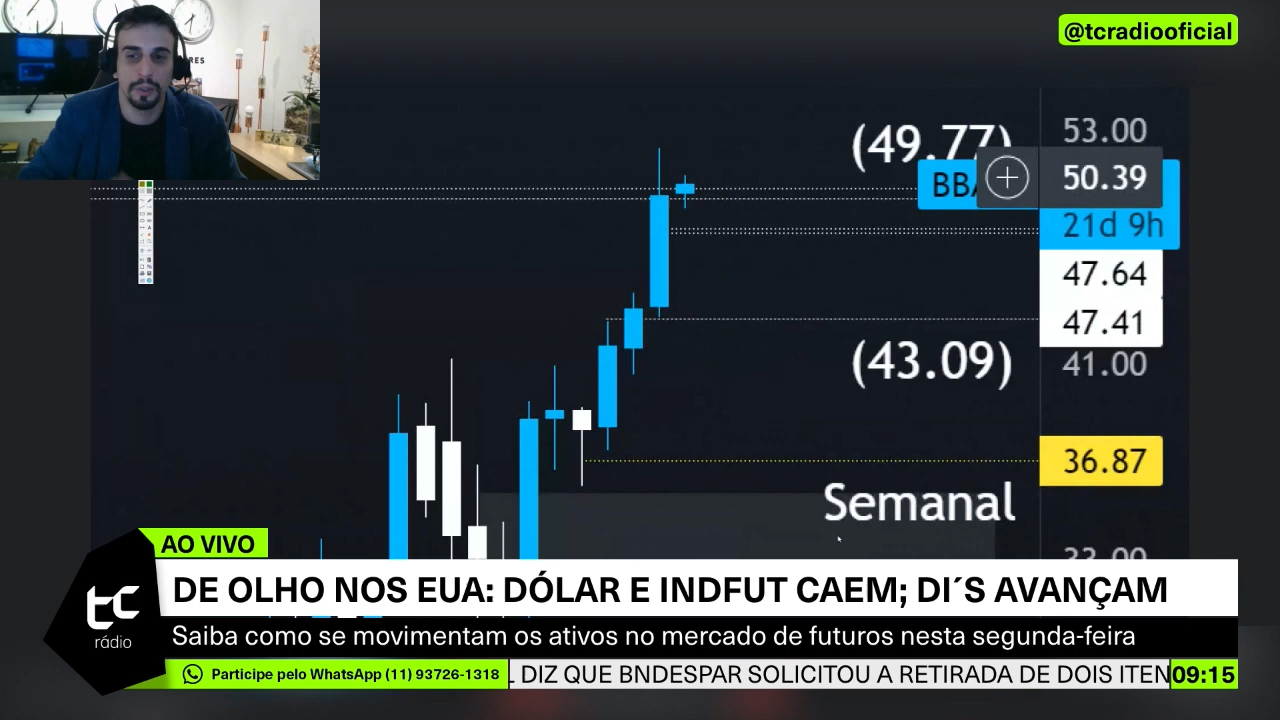 @tcradiooficial
(49.77)
53.00
50.39
21d 9h
47.64
47.41
(43.09)
41.00
36.87
Semanal
33.00
AO VIVO
DE OLHO NOS EUA: DÓLAR E INDFUT CAEM; DI´S AVANÇAM
tc
rádio
Saiba como se movimentam os ativos no mercado de futuros nesta segunda-feira
Participe pelo WhatsApp (11) 93726-1318
DIZ QUE BNDESPAR SOLICITOU A RETIRADA DE DOIS ITEN
09:15